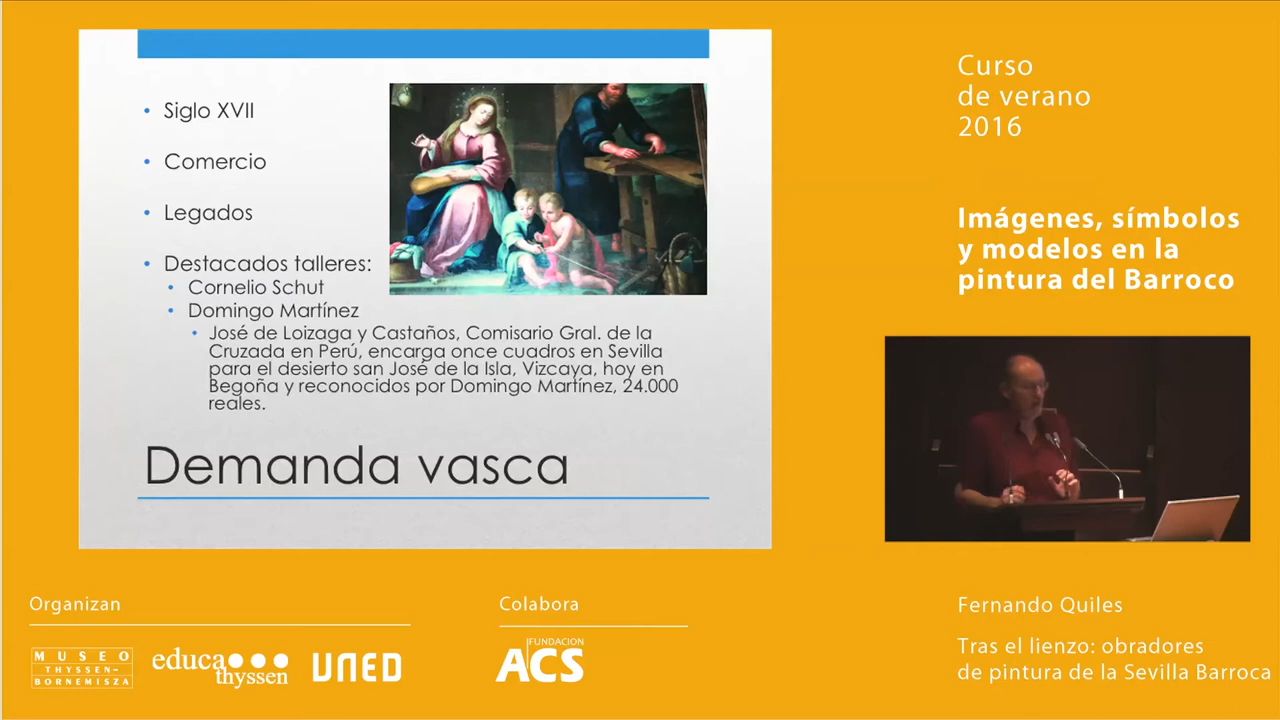 • Siglo XVII
• Comercio
• Legados
• Destacados talleres:
• Cornelio Schut
• Domingo Martínez
• José de Loizaga y Castaños, Comisario Gral. de la
Cruzada en Perú, encarga once cuadros en Sevilla
para el desierto san José de la Isla, Vizcaya, hoy en
Begoña y reconocidos por Domingo Martínez, 24.000
reales.
Demanda vasca
Curso
de verano
2016
Imágenes, símbolos
y modelos en la
pintura del Barroco
Organizan
MUSEO
THYSSEN-
BORNEMISZA
educa
thyssen
UNED
Colabora
FUNDACION
ACS
Fernando Quiles
Tras el lienzo: obradores
de pintura de la Sevilla Barroca